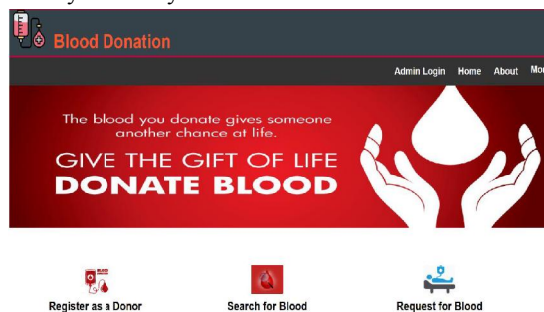 Blood Donation
Admin Login Home About
The blood you donate gives someone
another chance at life.
GIVE THE GIFT OF LIFE
DONATE BLOOD
Register as a Donor Search for Blood Request for Blood